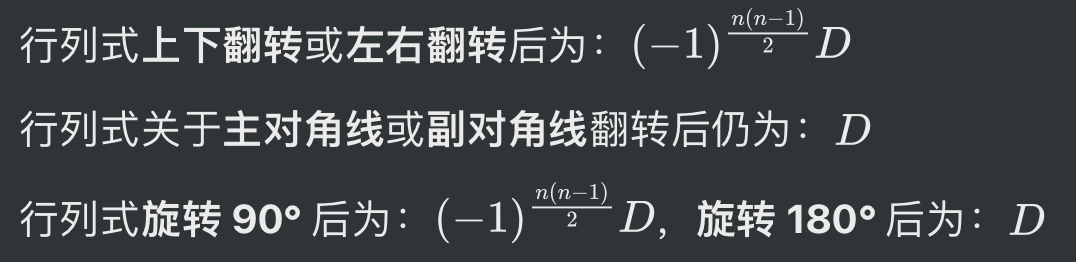 行列式上下翻转或左右翻转后为：$(-1)^{\frac{n(n-1)}{2}} D$
行列式关于主对角线或副对角线翻转后仍为：$D$
行列式旋转 90° 后为：$(-1)^{\frac{n(n-1)}{2}} D$，旋转 180° 后为：$D$